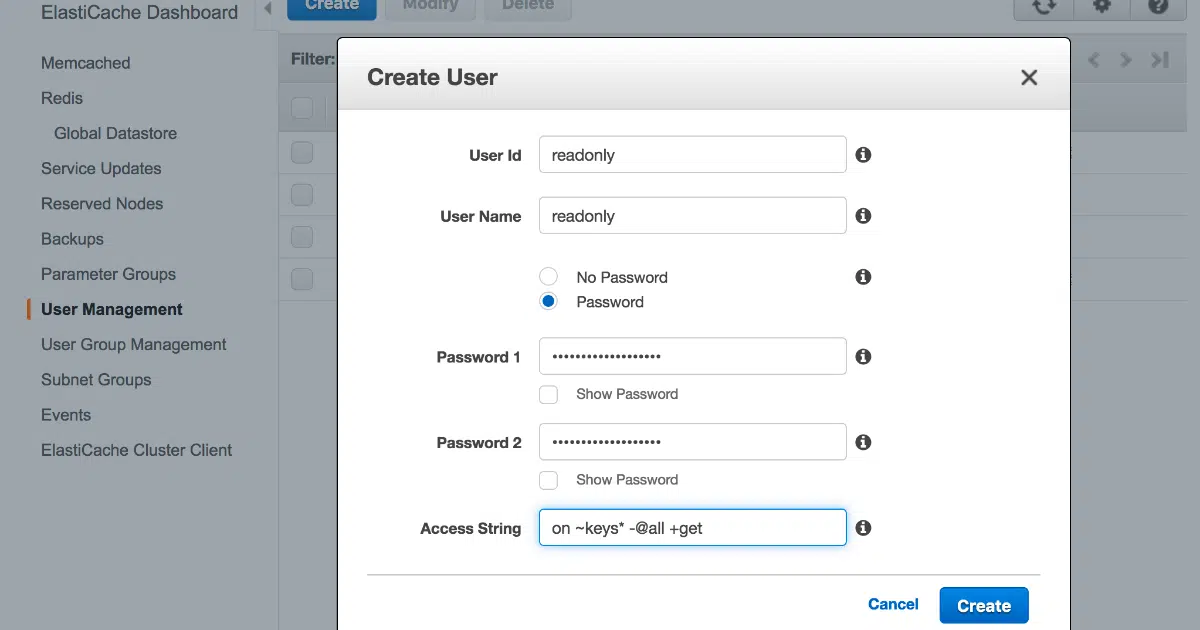 ElastiCache Dashboard
Create Modify Delete
Memcached
Redis
Global Datastore
Service Updates
Reserved Nodes
Backups
Parameter Groups
User Management
User Group Management
Subnet Groups
Events
ElastiCache Cluster Client
Filter:
Create User
User Id readonly
User Name readonly
No Password
Password
Password 1 •••••••••••••••••••
Show Password
Password 2 •••••••••••••••••••
Show Password
Access String on ~keys* -@all +get
Cancel Create